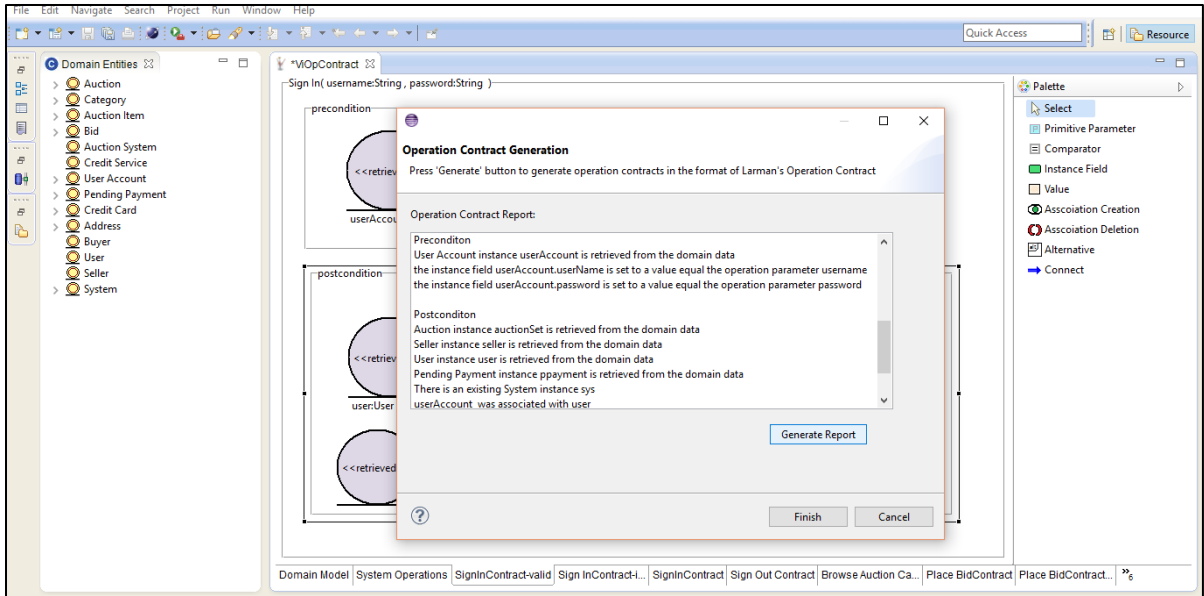 File Edit Navigate Search Project Run Window Help
Quick Access
Resource
Domain Entities
Auction
Category
Auction Item
Bid
Auction System
Credit Service
User Account
Pending Payment
Credit Card
Address
Buyer
User
Seller
System
*ViOpContract
Sign In( username:String , password:String )
precondition
<<retriev
userAccou
postcondition
<<retriev
user:User
<<retrieved
Operation Contract Generation
Press 'Generate' button to generate operation contracts in the format of Larman's Operation Contract
Operation Contract Report:
Preconditon
User Account instance userAccount is retrieved from the domain data
the instance field userAccount.userName is set to a value equal the operation parameter username
the instance field userAccount.password is set to a value equal the operation parameter password
Postconditon
Auction instance auctionSet is retrieved from the domain data
Seller instance seller is retrieved from the domain data
User instance user is retrieved from the domain data
Pending Payment instance ppayment is retrieved from the domain data
There is an existing System instance sys
userAccount was associated with user
Generate Report
Finish
Cancel
Palette
Select
Primitive Parameter
Comparator
Instance Field
Value
Asscoiation Creation
Asscoiation Deletion
Alternative
Connect
Domain Model System Operations SignInContract-valid Sign InContract-i... SignInContract Sign Out Contract Browse Auction Ca... Place BidContract Place BidContract... »6